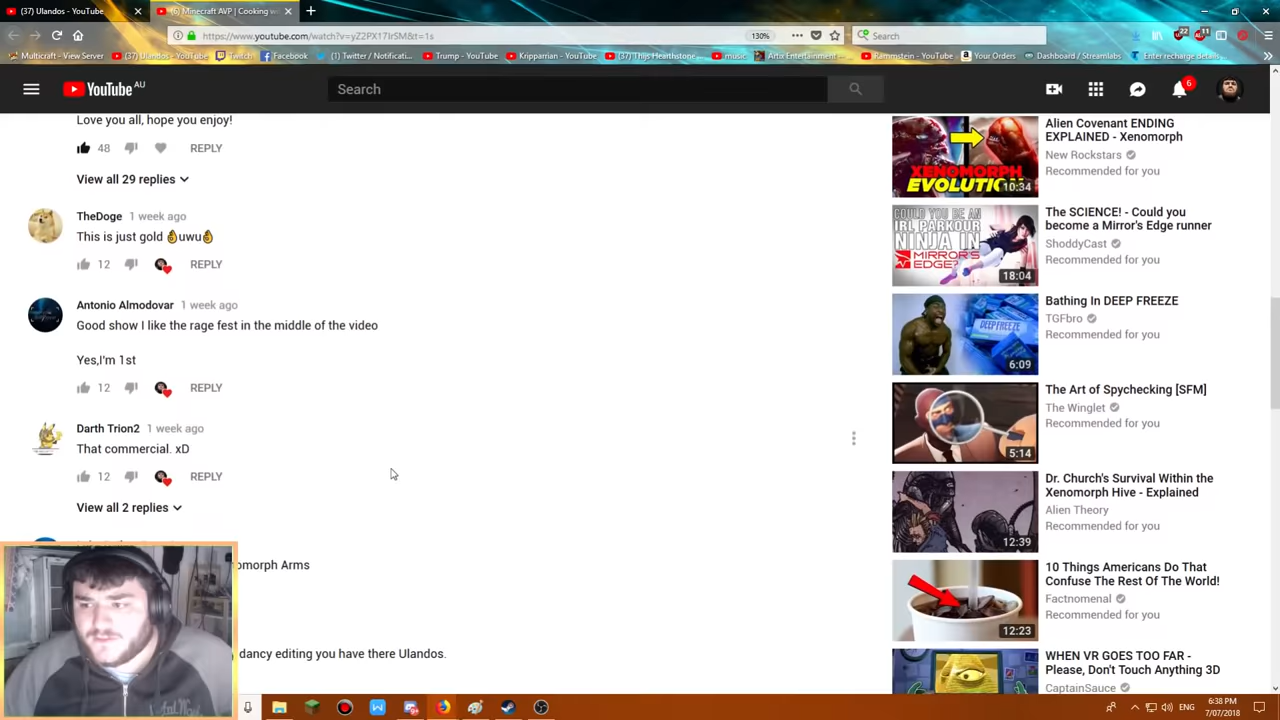 (37) Ulandos - YouTube
(6) Minecraft AVP | Cooking w
https://www.youtube.com/watch?v=yZ2PX17IrSM&t=1s
130%
Search
Multicraft - View Server
(37) Ulandos - YouTube
Twitch
Facebook
(1) Twitter / Notificati
Trump - YouTube
Kripparrian - YouTube
(37) Thijs Hearthstone
music
Artix Entertainment
Rammstein - YouTube
Your Orders
Dashboard / Streamlabs
Enter recharge detail
YouTube AU
Search
6
Love you all, hope you enjoy!
48 REPLY
View all 29 replies
TheDoge 1 week ago
This is just gold 👌uwu👌
12 REPLY
Antonio Almodovar 1 week ago
Good show I like the rage fest in the middle of the video
Yes,I'm 1st
12 REPLY
Darth Trion2 1 week ago
That commercial. xD
12 REPLY
View all 2 replies
omorph Arms
dancy editing you have there Ulandos.
XENOMORPH
EVOLUTION
10:34
Alien Covenant ENDING
EXPLAINED - Xenomorph
New Rockstars
Recommended for you
COULD YOU BE AN
IRL PARKOUR
NINJA IN
MIRROR'S
EDGE?
18:04
The SCIENCE! - Could you
become a Mirror's Edge runner
ShoddyCast
Recommended for you
DEEP FREEZE
6:09
Bathing In DEEP FREEZE
TGFbro
Recommended for you
5:14
The Art of Spychecking [SFM]
The Winglet
Recommended for you
12:39
Dr. Church's Survival Within the
Xenomorph Hive - Explained
Alien Theory
Recommended for you
12:23
10 Things Americans Do That
Confuse The Rest Of The World!
Factnomenal
Recommended for you
WHEN VR GOES TOO FAR -
Please, Don't Touch Anything 3D
CaptainSauce
6:38 PM
7/07/2018